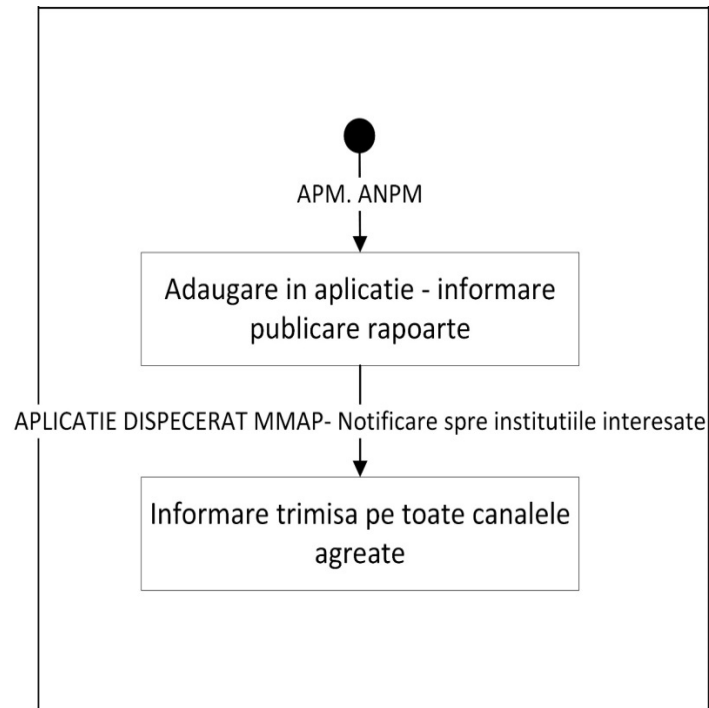 APM. ANPM
Adaugare in aplicatie - informare
publicare rapoarte
APLICATIE DISPECERAT MMAP- Notificare spre institutiile interesate
Informare trimisa pe toate canalele
agreate